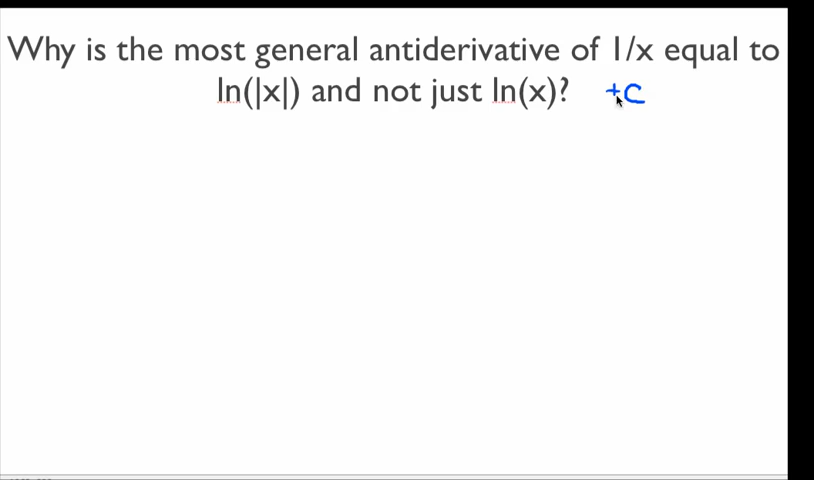 Why is the most general antiderivative of 1/x equal to
ln(|x|) and not just ln(x)? +C